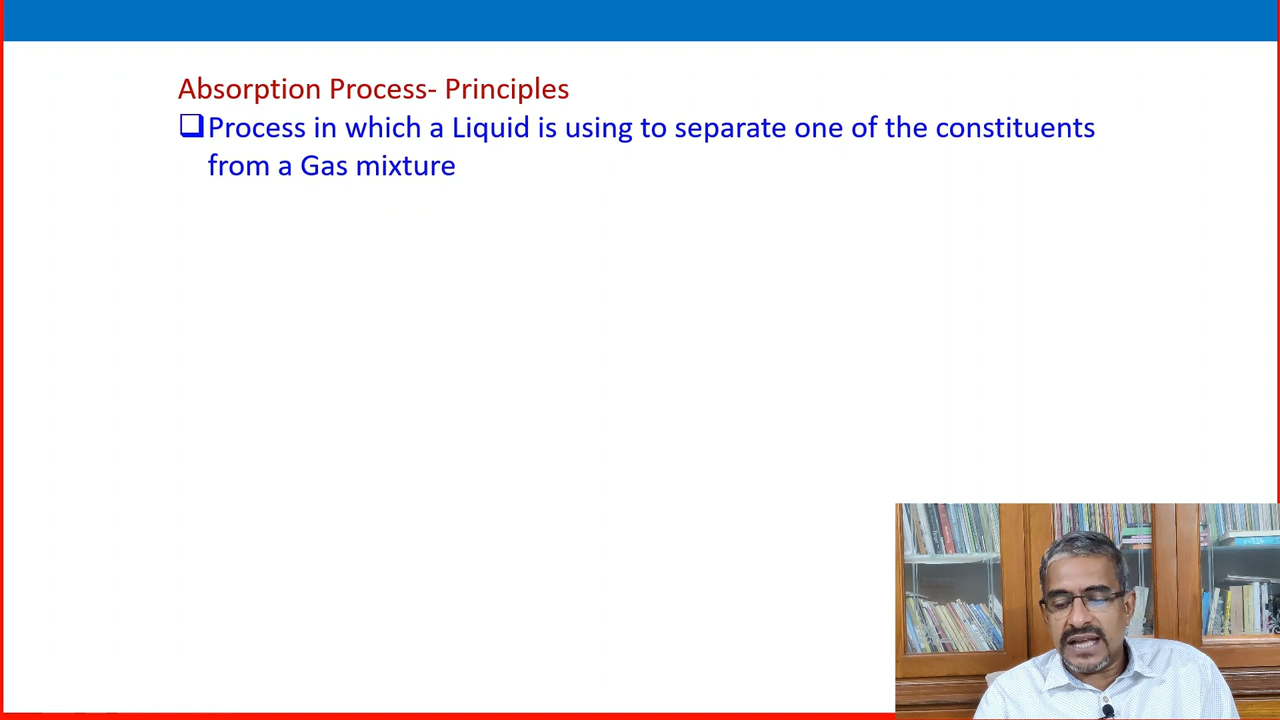 Absorption Process- Principles
❑Process in which a Liquid is using to separate one of the constituents
from a Gas mixture